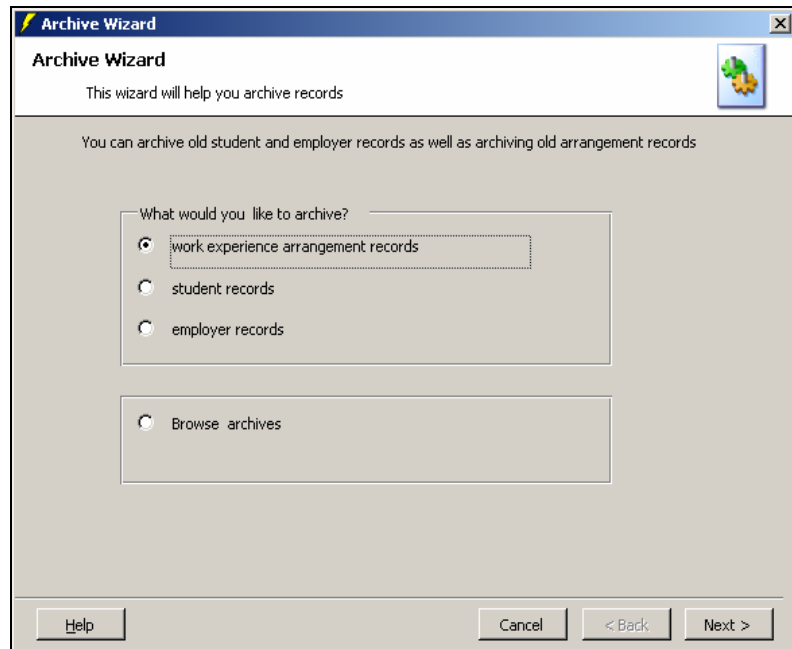 Archive Wizard
Archive Wizard
This wizard will help you archive records
You can archive old student and employer records as well as archiving old arrangement records
What would you like to archive?
work experience arrangement records
student records
employer records
Browse archives
Help Cancel < Back Next >